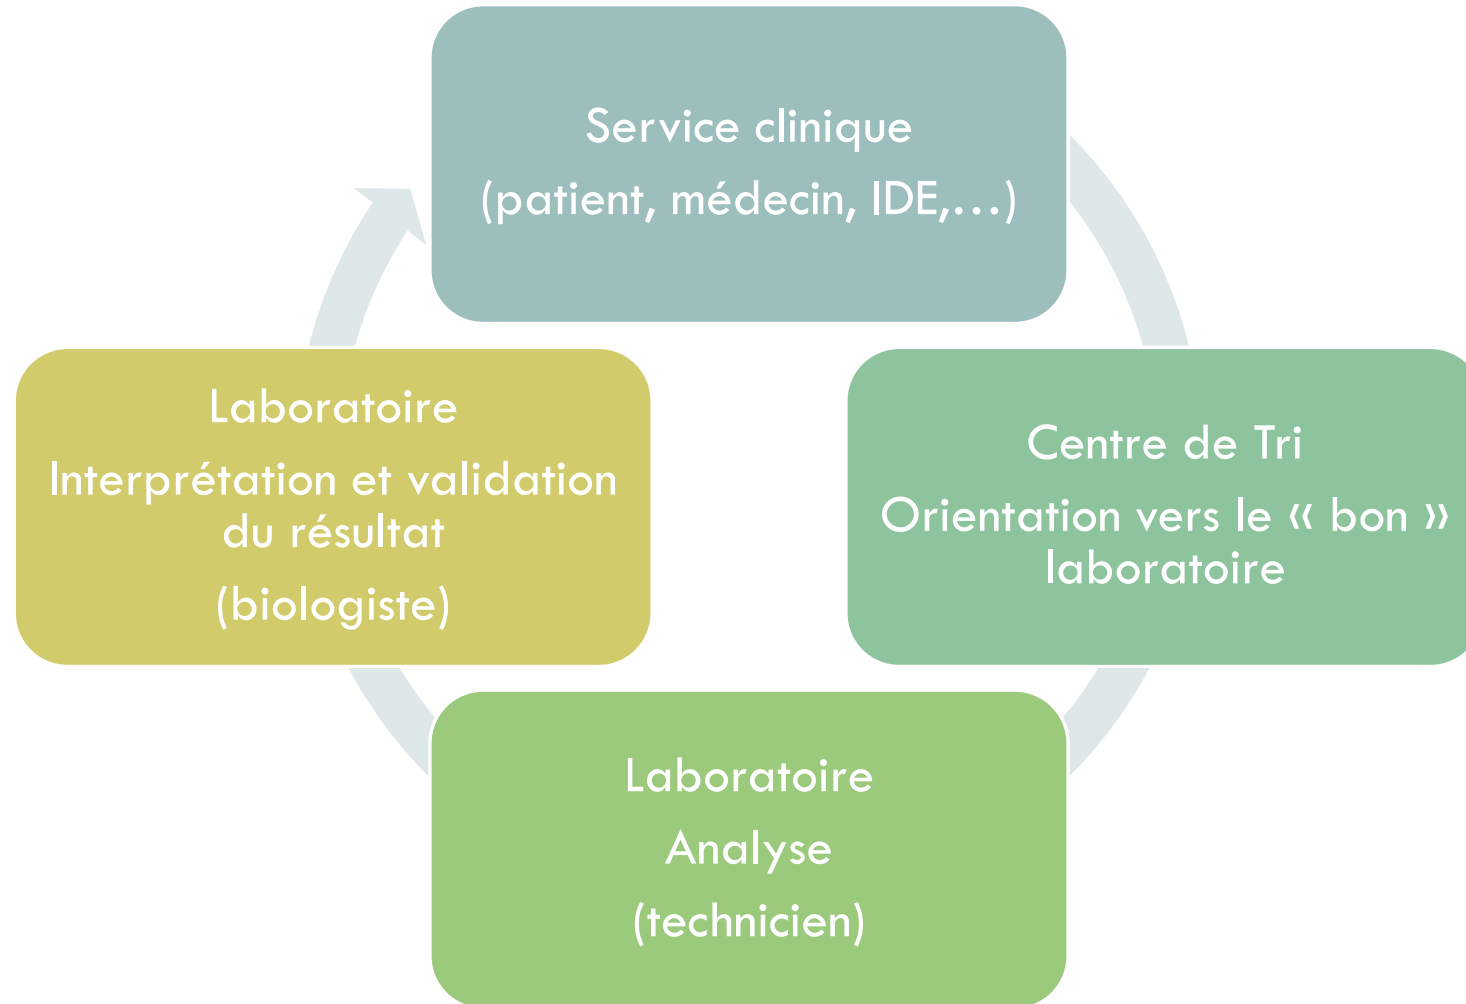 Service clinique
(patient, médecin, IDE,…)
Centre de Tri
Orientation vers le « bon »
laboratoire
Laboratoire
Analyse
(technicien)
Laboratoire
Interprétation et validation
du résultat
(biologiste)